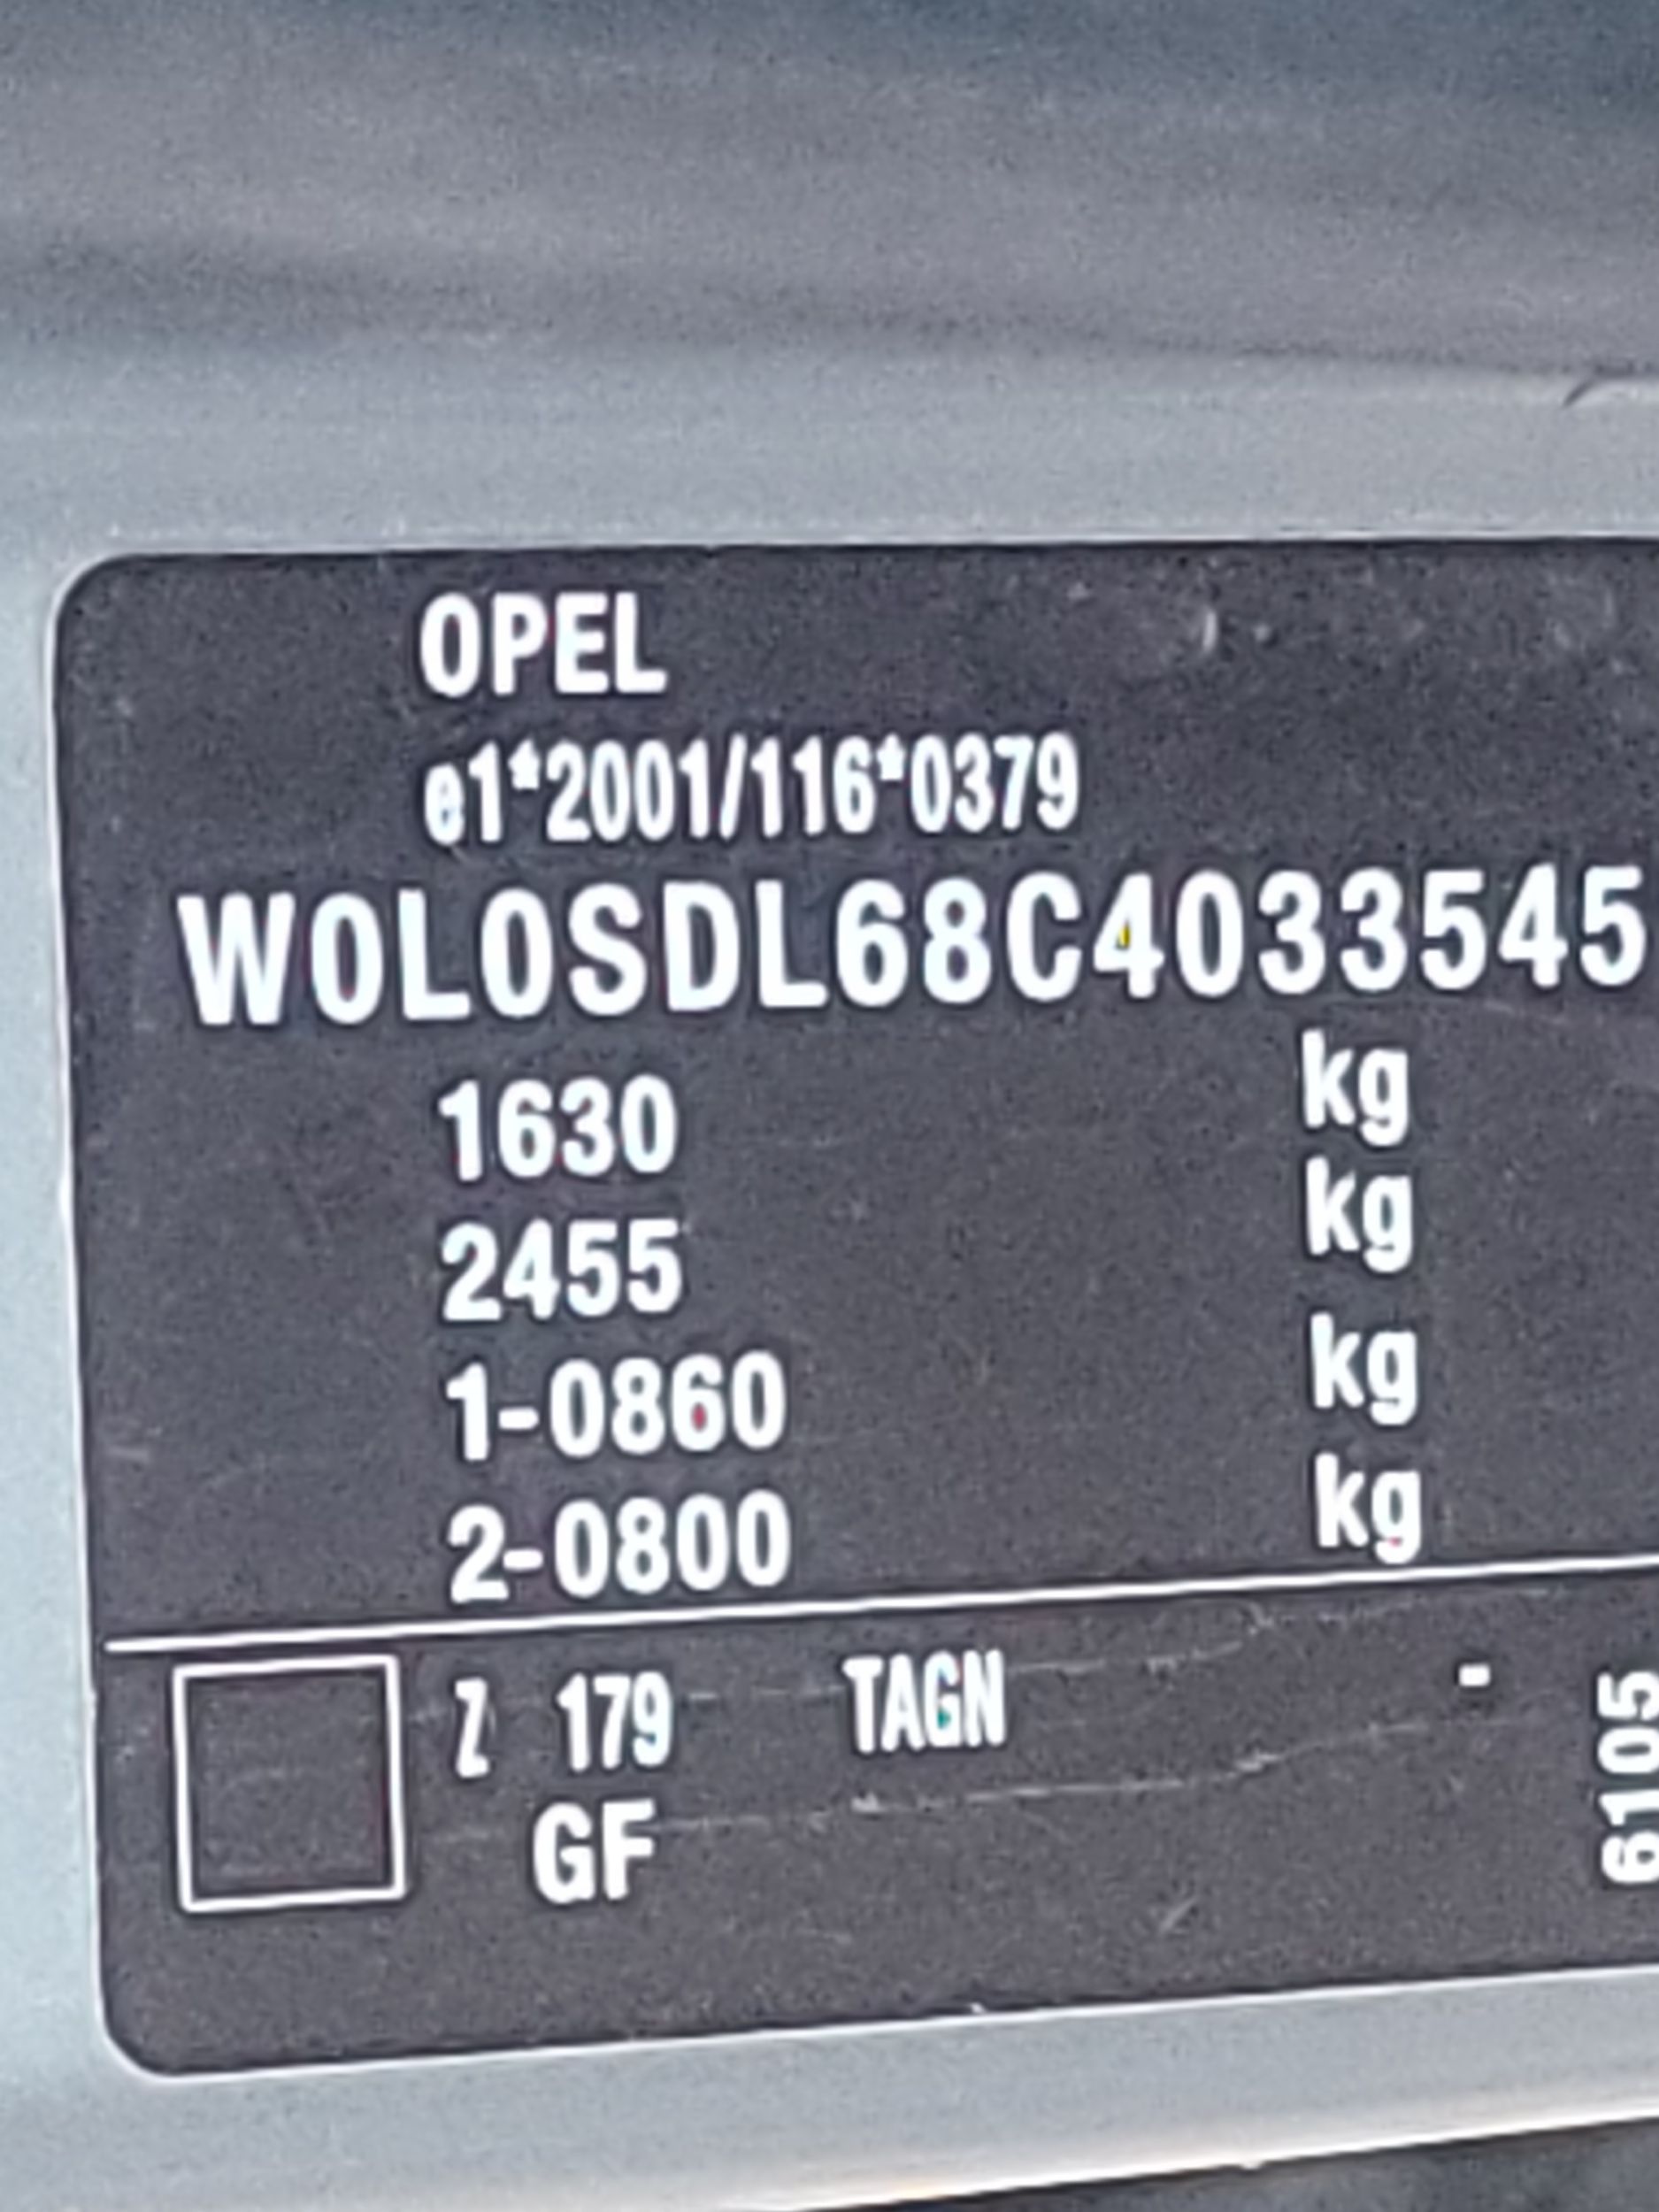 OPEL
e1*2001/116*0379
W0L0SDL68C4033545
1630 kg
2455 kg
1-0860 kg
2-0800 kg
Z 179 TAGN -
GF
6105